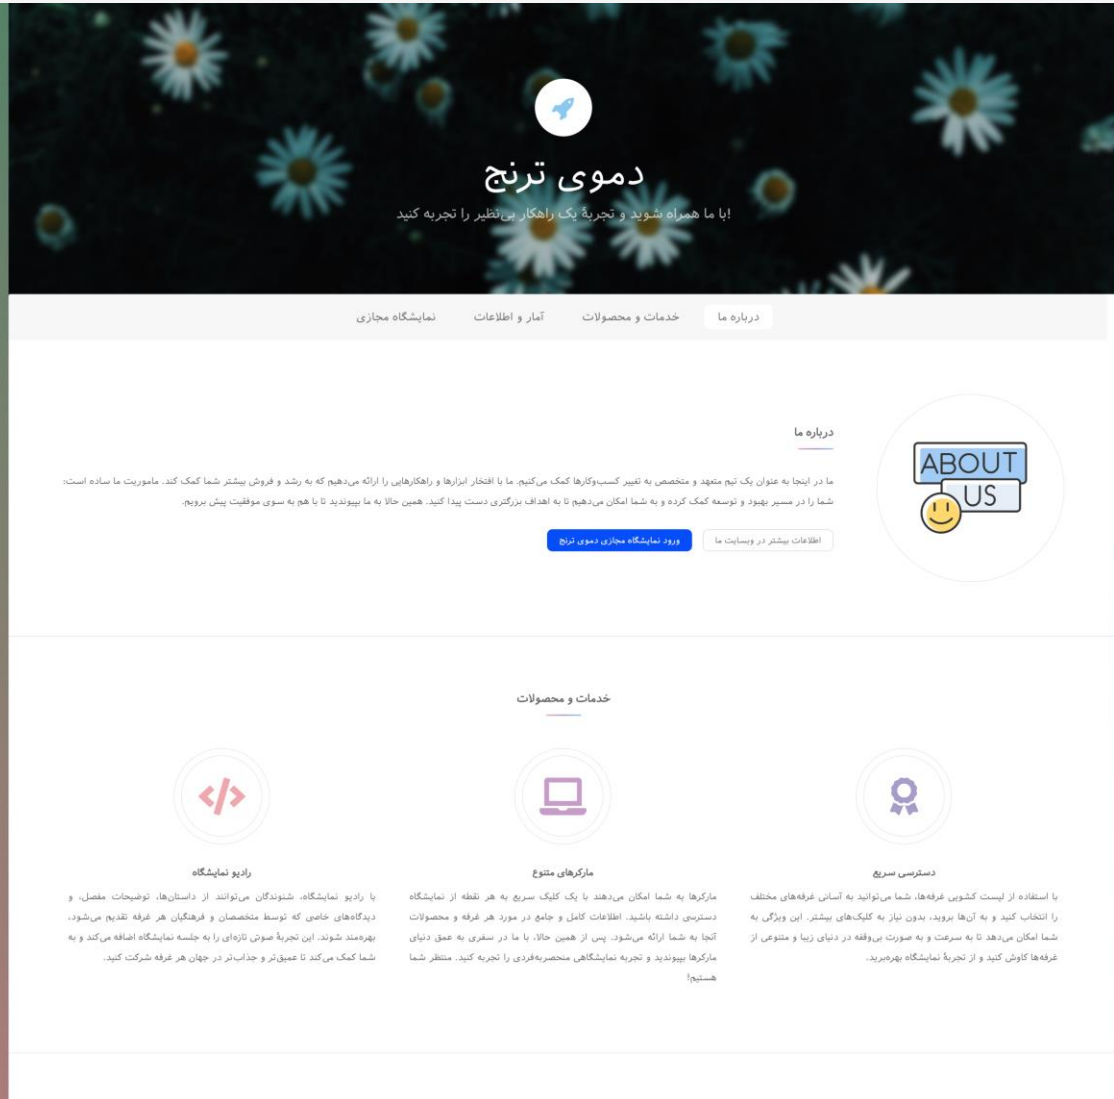 دموی ترنج
با ما همراه شوید و تجربهٔ یک راهکار بی‌نظیر را تجربه کنید!
درباره ما
خدمات و محصولات
آمار و اطلاعات
نمایشگاه مجازی
ABOUT
US
درباره ما
ما در اینجا به عنوان یک تیم متعهد و متخصص به تغییر کسب‌وکارها کمک می‌کنیم. ما با افتخار ابزارها و راهکارهایی را ارائه می‌دهیم که به رشد و فروش بیشتر شما کمک کند. ماموریت ما ساده است:
شما را در مسیر بهبود و توسعه کمک کرده و به شما امکان می‌دهیم تا به اهداف بزرگتری دست پیدا کنید. همین حالا به ما بپیوندید تا با هم به سوی موفقیت پیش برویم.
اطلاعات بیشتر در وبسایت ما
ورود نمایشگاه مجازی دموی ترنج
خدمات و محصولات
دسترسی سریع
با استفاده از لیست کشویی غرفه‌ها، شما می‌توانید به آسانی غرفه‌های مختلف
را انتخاب کنید و به آن‌ها بروید، بدون نیاز به کلیک‌های بیشتر. این ویژگی به
شما امکان می‌دهد تا به سرعت و به صورت بی‌وقفه در دنیای زیبا و متنوعی از
غرفه‌ها کاوش کنید و از تجربهٔ نمایشگاه بهره‌برید.
مارکرهای متنوع
مارکرها به شما امکان می‌دهند با یک کلیک سریع به هر نقطه از نمایشگاه
دسترسی داشته باشید. اطلاعات کامل و جامع در مورد هر غرفه و محصولات
آنجا به شما ارائه می‌شود. پس از همین حالا، با ما در سفری به عمق دنیای
مارکرها بپیوندید و تجربه نمایشگاهی منحصربه‌فردی را تجربه کنید. منتظر شما
هستیم!
رادیو نمایشگاه
با رادیو نمایشگاه، شنوندگان می‌توانند از داستان‌ها، توضیحات مفصل، و
دیدگاه‌های خاصی که توسط متخصصان و فرهنگیان هر غرفه تقدیم می‌شود،
بهره‌مند شوند. این تجربهٔ صوتی تازه‌ای را به جلسه نمایشگاه اضافه می‌کند و به
شما کمک می‌کند تا عمیق‌تر و جذاب‌تر در جهان هر غرفه شرکت کنید.